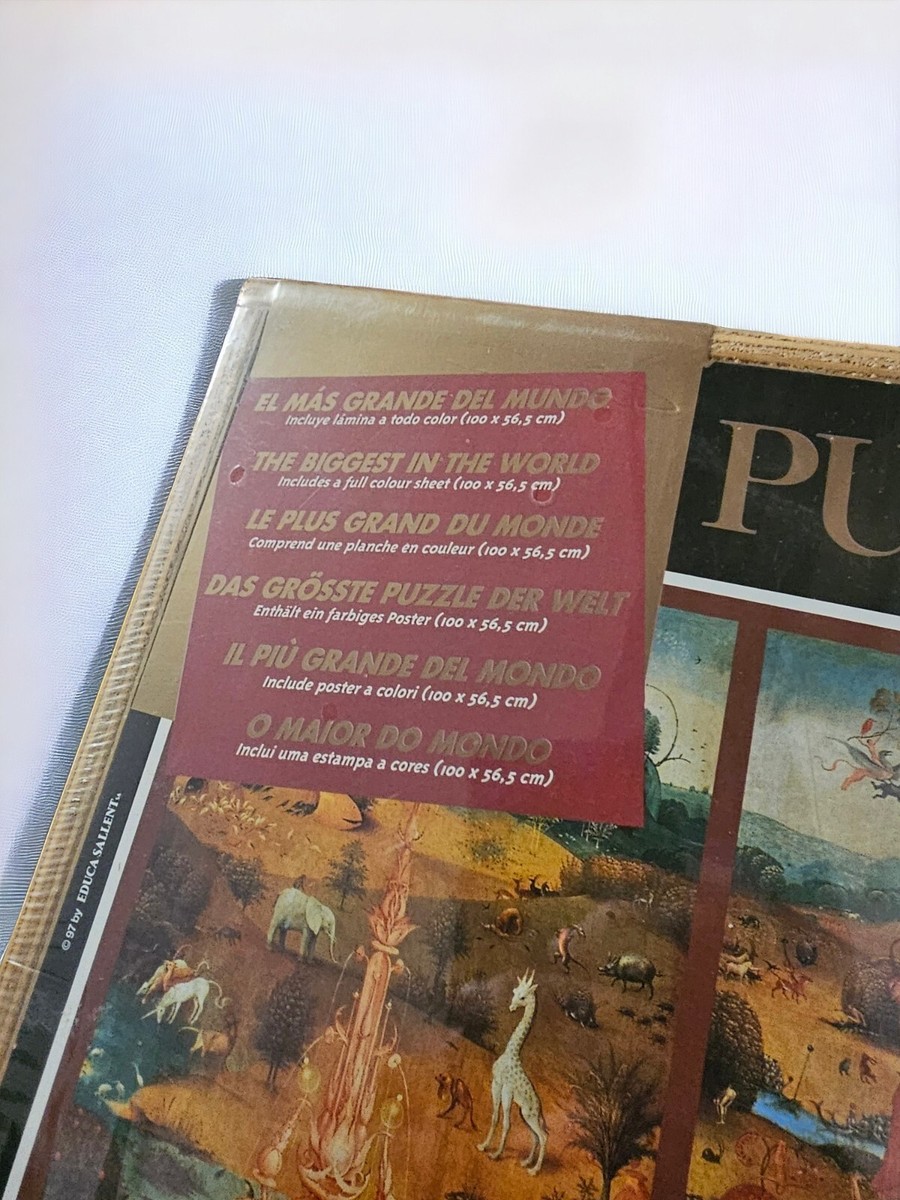 EL MÁS GRANDE DEL MUNDO
Incluye lámina a todo color (100 x 56,5 cm)
THE BIGGEST IN THE WORLD
Includes a full colour sheet (100 x 56,5 cm)
LE PLUS GRAND DU MONDE
Comprend une planche en couleur (100 x 56,5 cm)
DAS GRÖSSTE PUZZLE DER WELT
Enthält ein farbiges Poster (100 x 56,5 cm)
IL PIÙ GRANDE DEL MONDO
Include poster a colori (100 x 56,5 cm)
O MAIOR DO MONDO
Inclui uma estampa a cores (100 x 56,5 cm)
PU
© 97 by EDUCA SALLENT S.A.